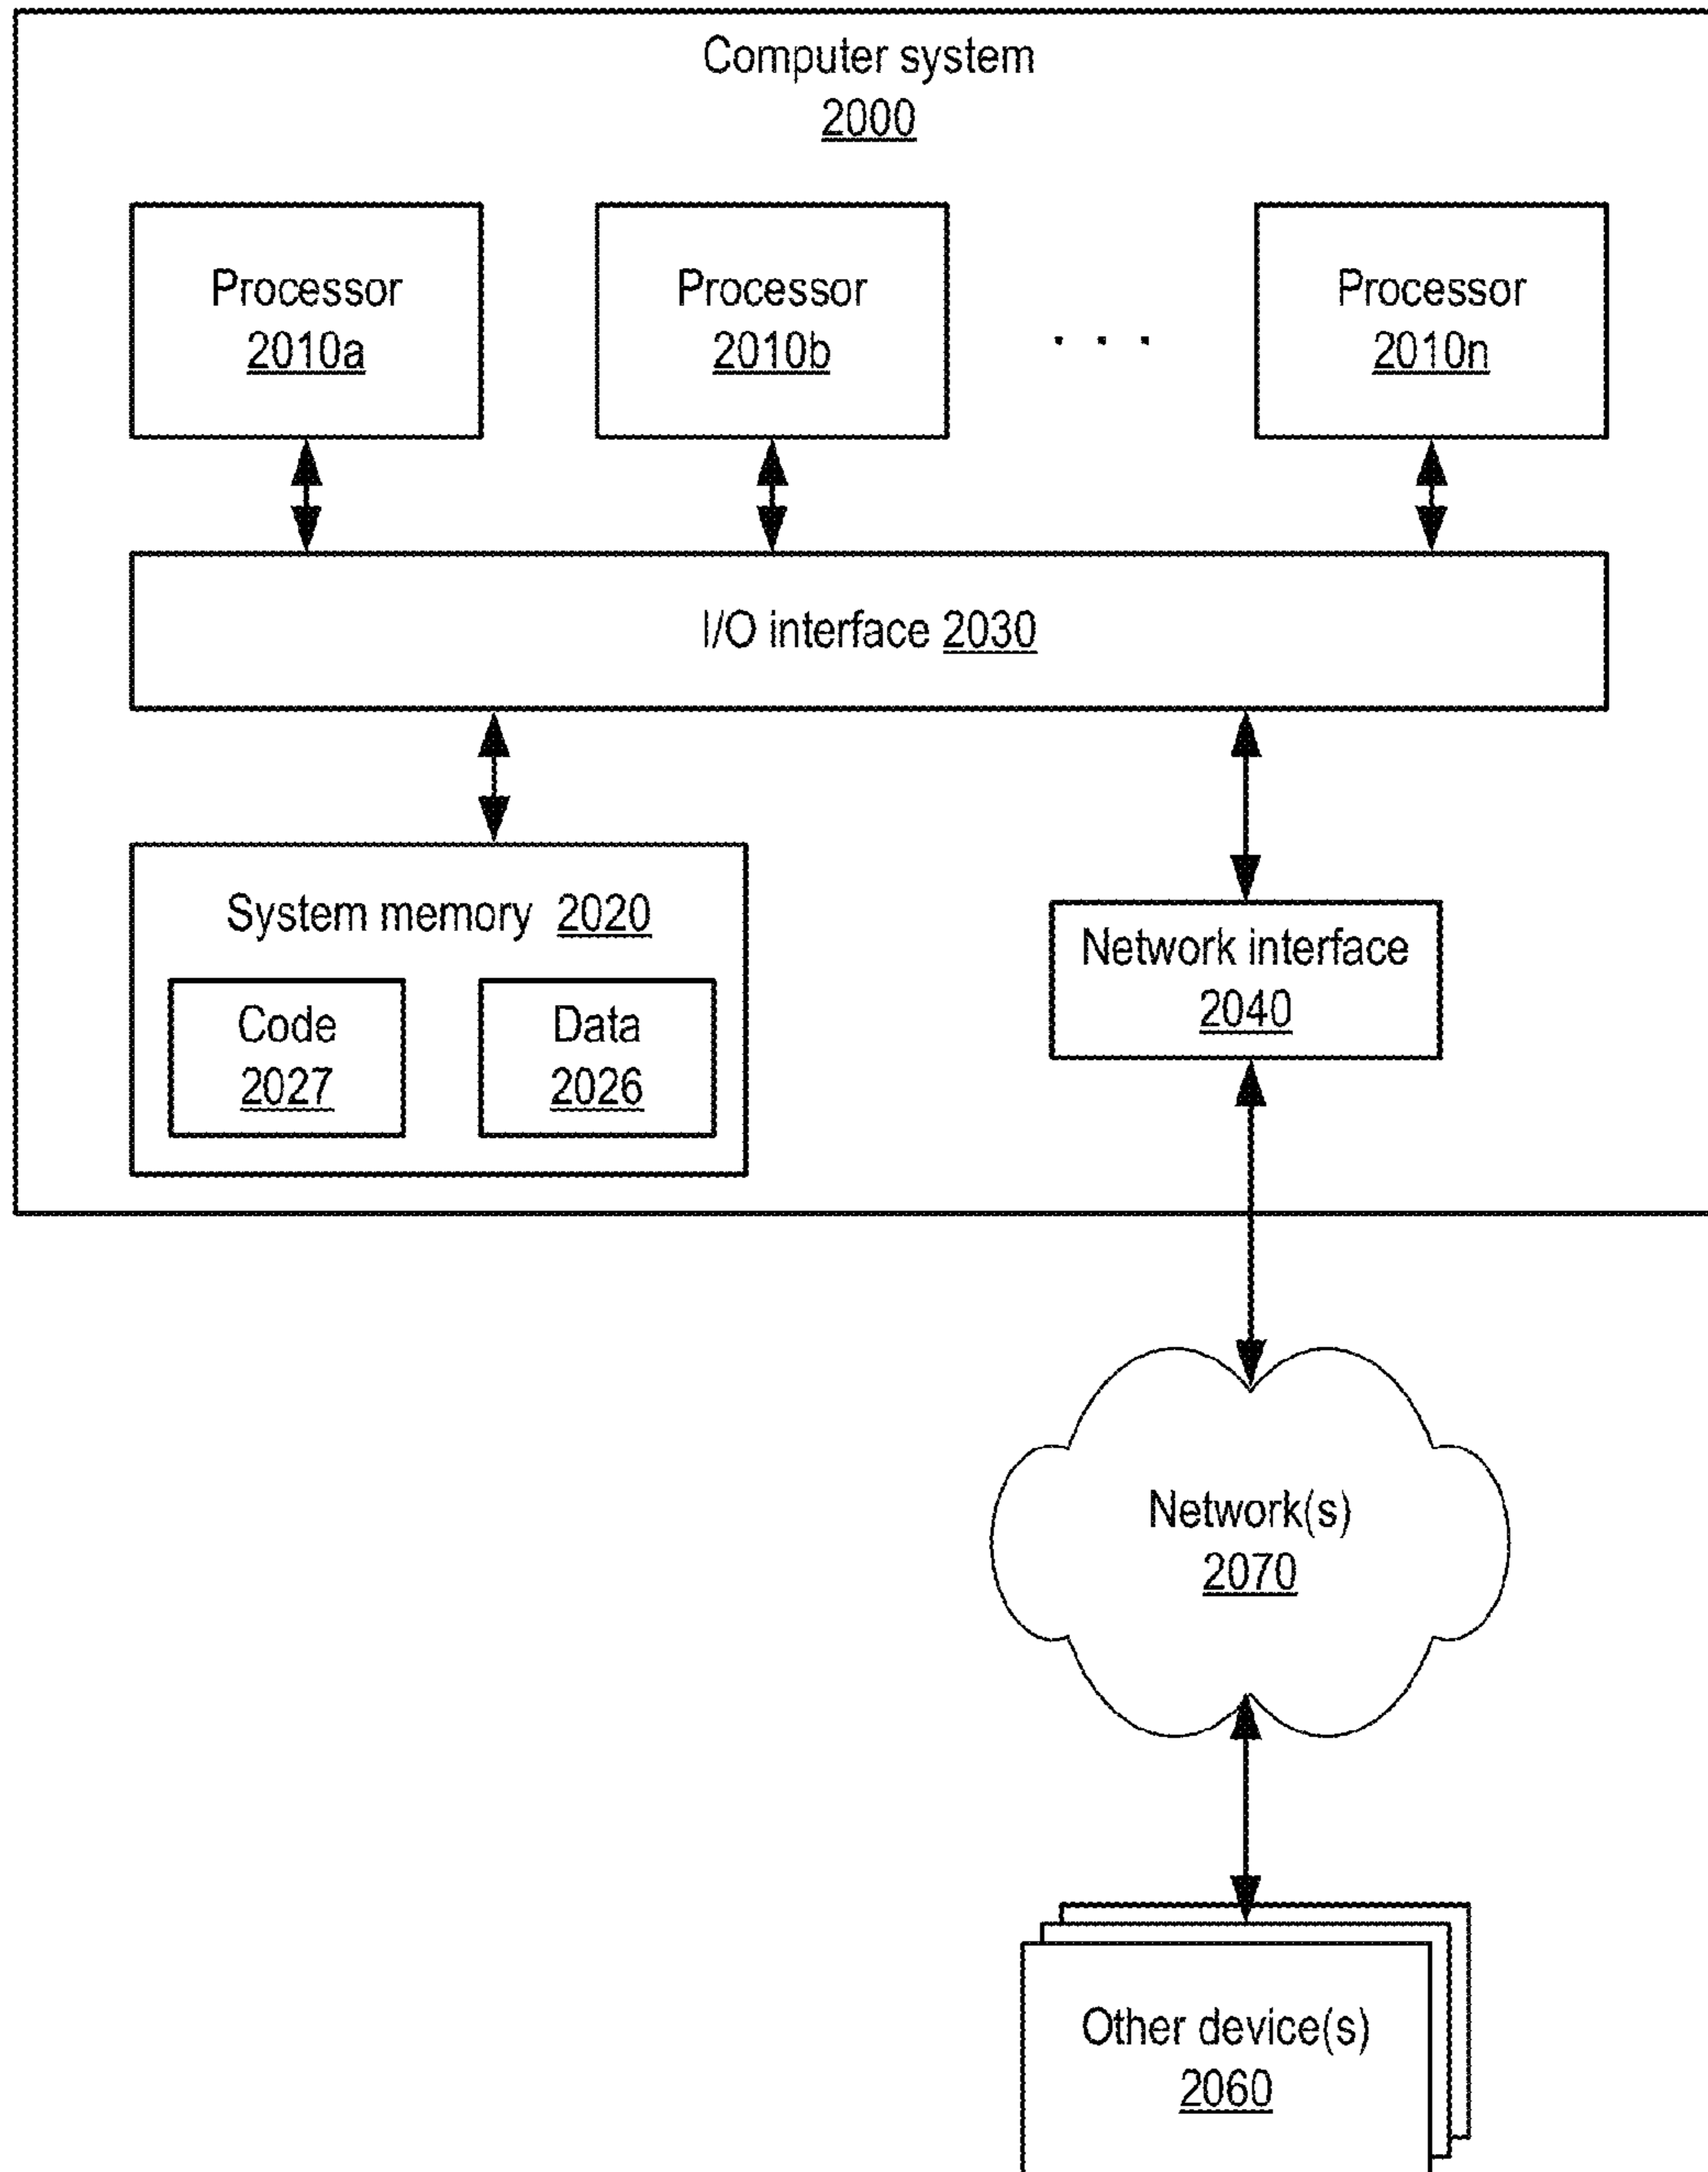 Computer system
2000
Processor
2010a
Processor
2010b
. . .
Processor
2010n
I/O interface 2030
System memory 2020
Code
2027
Data
2026
Network interface
2040
Network(s)
2070
Other device(s)
2060